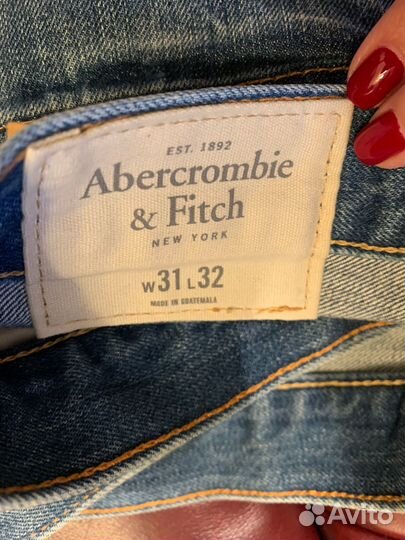 EST. 1892
Abercrombie
& Fitch
NEW YORK
W31 L32
MADE IN GUATEMALA
Avito